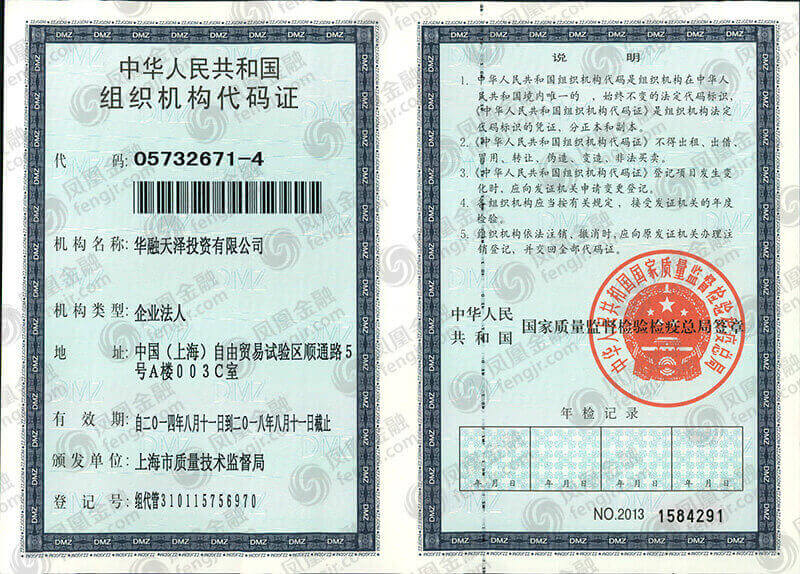 中华人民共和国
组织机构代码证
代 码: 05732671-4
机构名称: 华融天泽投资有限公司
机构类型: 企业法人
地 址: 中国（上海）自由贸易试验区顺通路5
号A楼003C室
有 效 期: 自二〇一四年八月十一日到二〇一八年八月十一日截止
颁发单位: 上海市质量技术监督局
登 记 号: 组代管310115756970
说 明
1. 中华人民共和国组织机构代码是组织机构在中华人
民共和国境内唯一的、始终不变的法定代码标识，
《中华人民共和国组织机构代码证》是组织机构法定
代码标识的凭证、分正本和副本。
2. 《中华人民共和国组织机构代码证》不得出租、出借、
冒用、转让、伪造、变造、非法买卖。
3. 《中华人民共和国组织机构代码证》登记项目发生变
化时、应向发证机关申请变更登记。
4. 各组织机构应当按有关规定、接受发证机关的年度
检验。
5. 组织机构依法注销、撤消时、应向原发证机关办理注
销登记、并交回全部代码证。
中华人民
共和国 国家质量监督检验检疫总局签章
中华人民共和国国家质量监督检验检疫总局
年检记录
年 月 日 年 月 日 年 月 日 年 月 日
NO.2013 1584291
DMZ
ZZJGDM
凤凰金融
fengjr.com